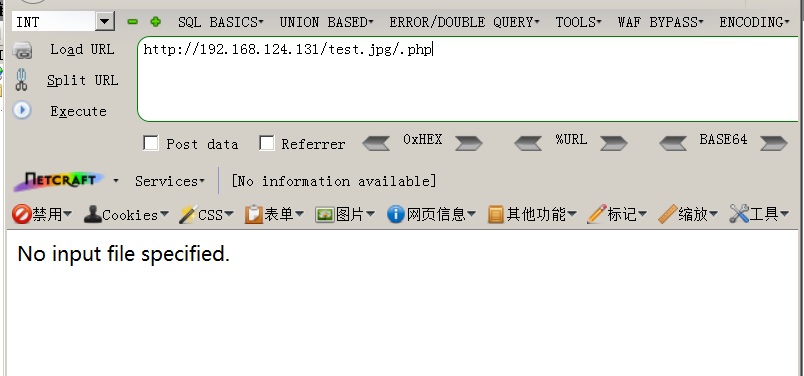 INT SQL BASICS UNION BASED ERROR/DOUBLE QUERY TOOLS WAF BYPASS ENCODING
Load URL http://192.168.124.131/test.jpg/.php
Split URL
Execute
Post data Referrer 0xHEX %URL BASE64
NETCRAFT Services [No information available]
禁用 Cookies CSS 表单 图片 网页信息 其他功能 标记 缩放 工具
No input file specified.